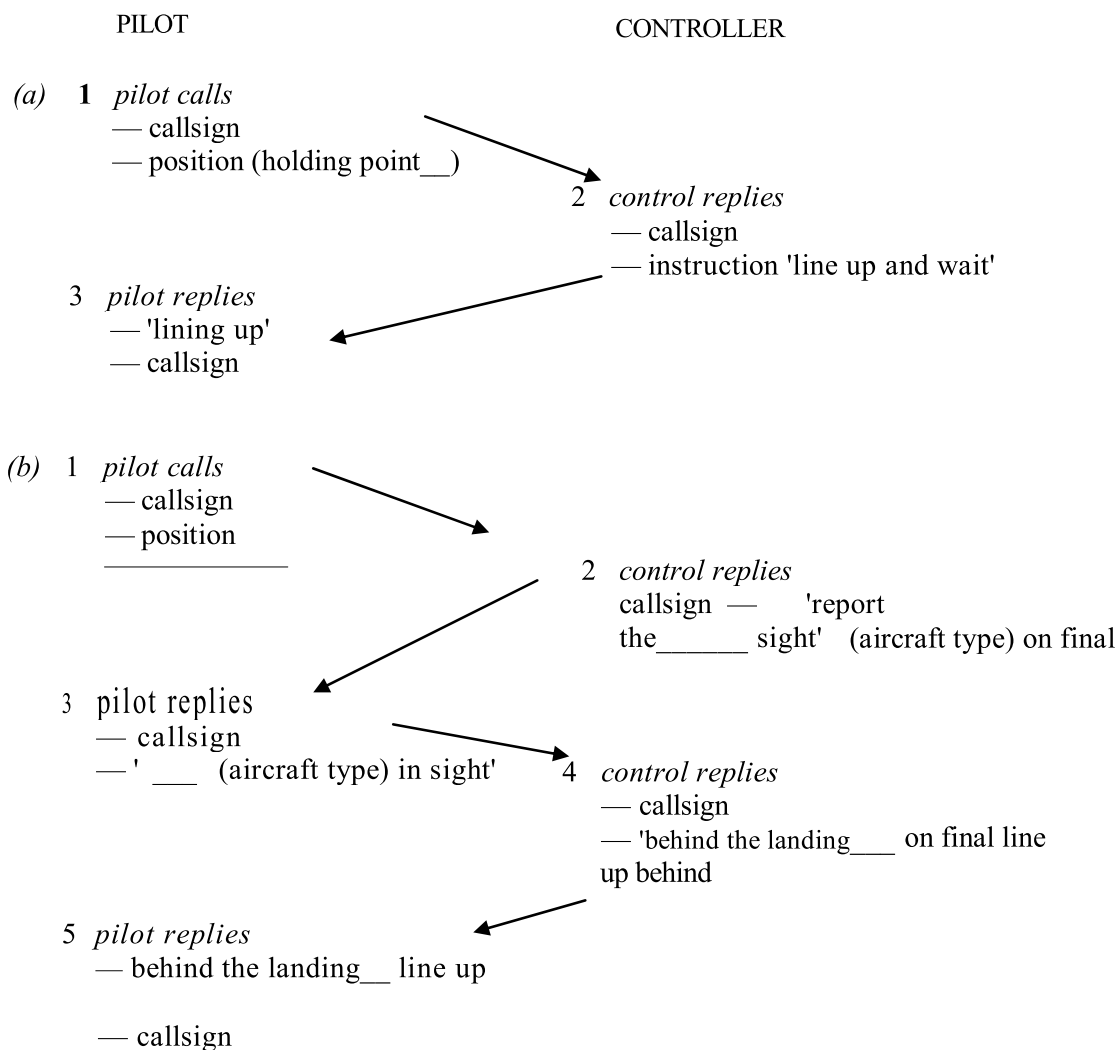 PILOT CONTROLLER
(a) 1 pilot calls
— callsign
— position (holding point__)
2 control replies
— callsign
— instruction 'line up and wait'
3 pilot replies
— 'lining up'
— callsign
(b) 1 pilot calls
— callsign
— position
2 control replies
callsign — 'report
the______ sight' (aircraft type) on final
3 pilot replies
— callsign
— ' ___ (aircraft type) in sight'
4 control replies
— callsign
— 'behind the landing___ on final line
up behind
5 pilot replies
— behind the landing__ line up
— callsign